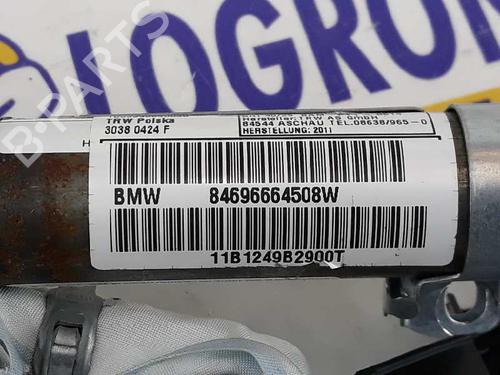 LOGROÑ
B-PARTS
TRW Polska
3038 0424 F
Hersteller: TRW AS GmbH
84544 ASCHAU TEL.08638/965-0
HERSTELLUNG: 2011
BMW 84696664508W
11B1249B2900T